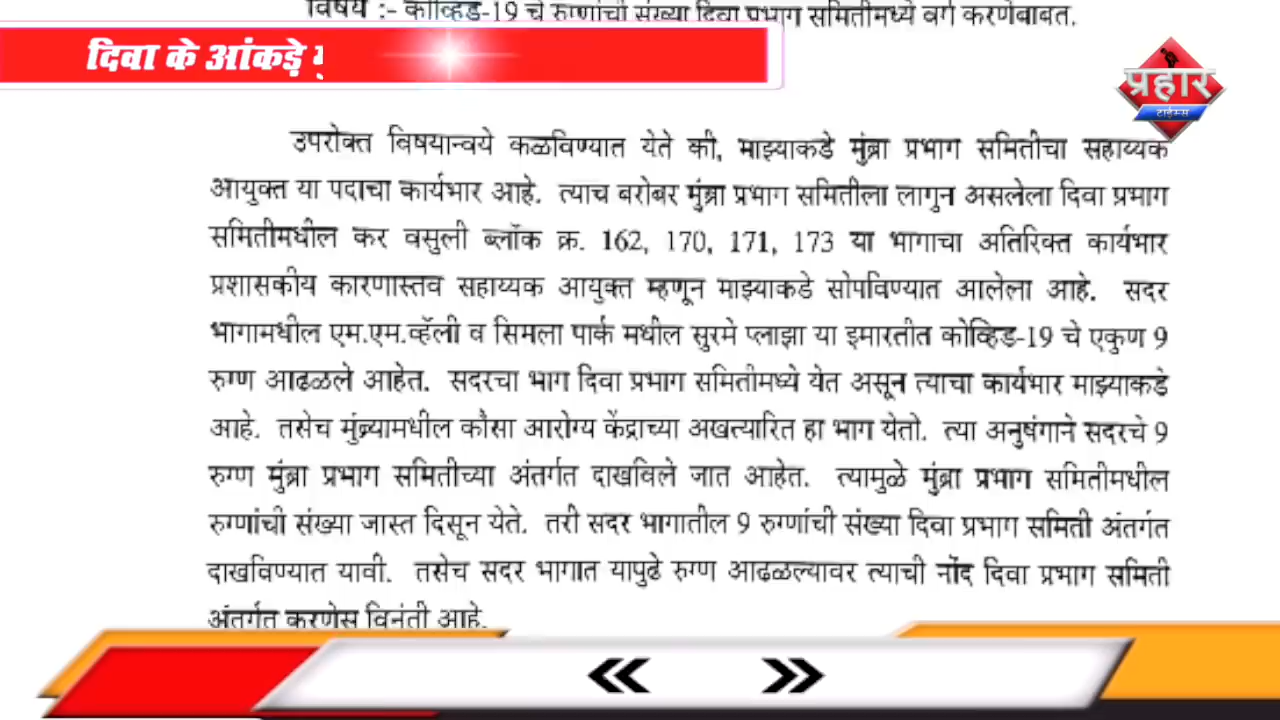 विषय :- कोव्हिड-19 चे रुग्णांची संख्या दिवा प्रभाग समितीमध्ये वर्ग करणेबाबत.
दिवा के आंकड़े
प्रहार
टाईम्स
उपरोक्त विषयान्वये कळविण्यात येते की, माझ्याकडे मुंब्रा प्रभाग समितीचा सहाय्यक
आयुक्त या पदाचा कार्यभार आहे. त्याच बरोबर मुंब्रा प्रभाग समितीला लागुन असलेला दिवा प्रभाग
समितीमधील कर वसुली ब्लॉक क्र. 162, 170, 171, 173 या भागाचा अतिरिक्त कार्यभार
प्रशासकीय कारणास्तव सहाय्यक आयुक्त म्हणून माझ्याकडे सोपविण्यात आलेला आहे. सदर
भागामधील एम.एम.व्हॅली व सिमला पार्क मधील सुरमे प्लाझा या इमारतीत कोव्हिड-19 चे एकुण 9
रुग्ण आढळले आहेत. सदरचा भाग दिवा प्रभाग समितीमध्ये येत असून त्याचा कार्यभार माझ्याकडे
आहे. तसेच मुंब्र्यामधील कौसा आरोग्य केंद्राच्या अखत्यारित हा भाग येतो. त्या अनुषंगाने सदरचे 9
रुग्ण मुंब्रा प्रभाग समितीच्या अंतर्गत दाखविले जात आहेत. त्यामुळे मुंब्रा प्रभाग समितीमधील
रुग्णांची संख्या जास्त दिसून येते. तरी सदर भागातील 9 रुग्णांची संख्या दिवा प्रभाग समिती अंतर्गत
दाखविण्यात यावी. तसेच सदर भागात यापुढे रुग्ण आढळल्यावर त्याची नोंद दिवा प्रभाग समिती
अंतर्गत करणेस विनंती आहे.